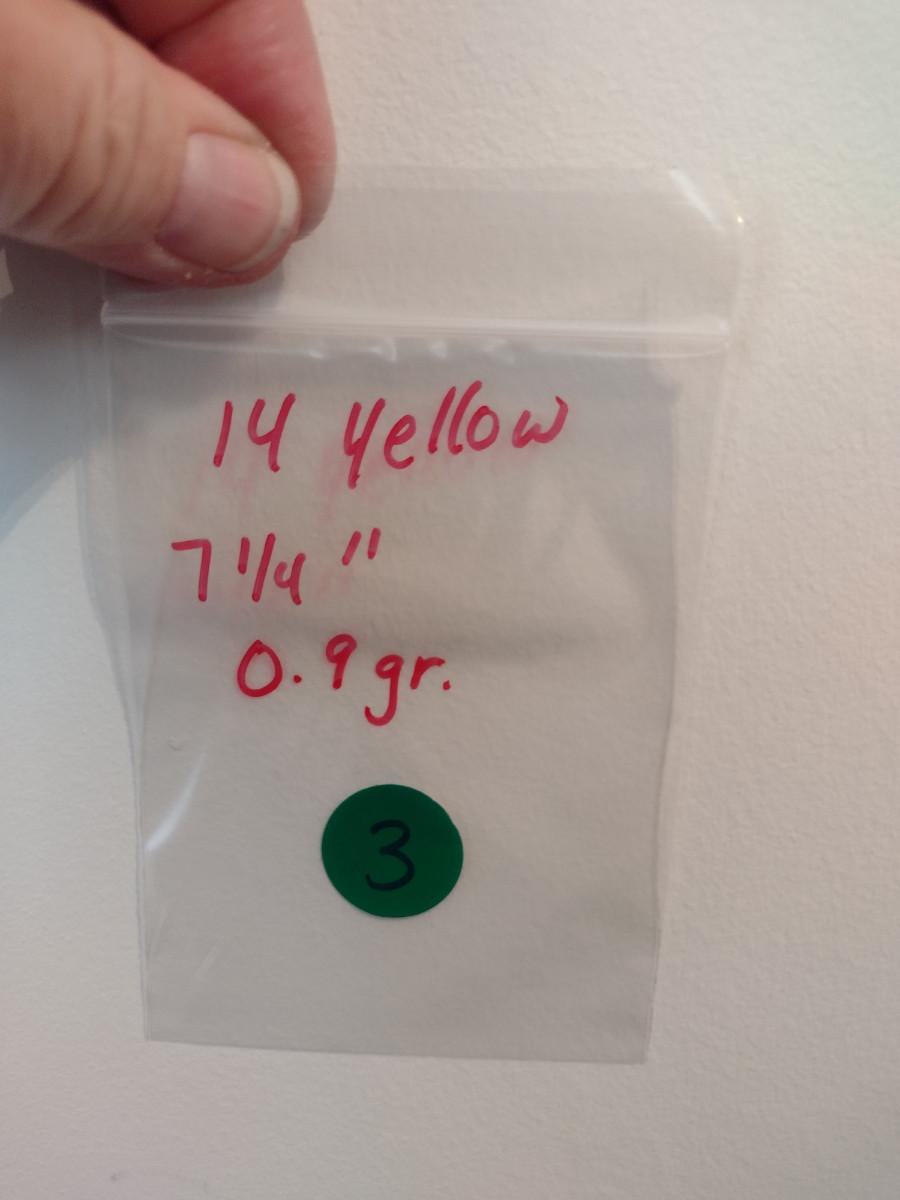 14 yellow
7 1/4"
0.9 gr.
3